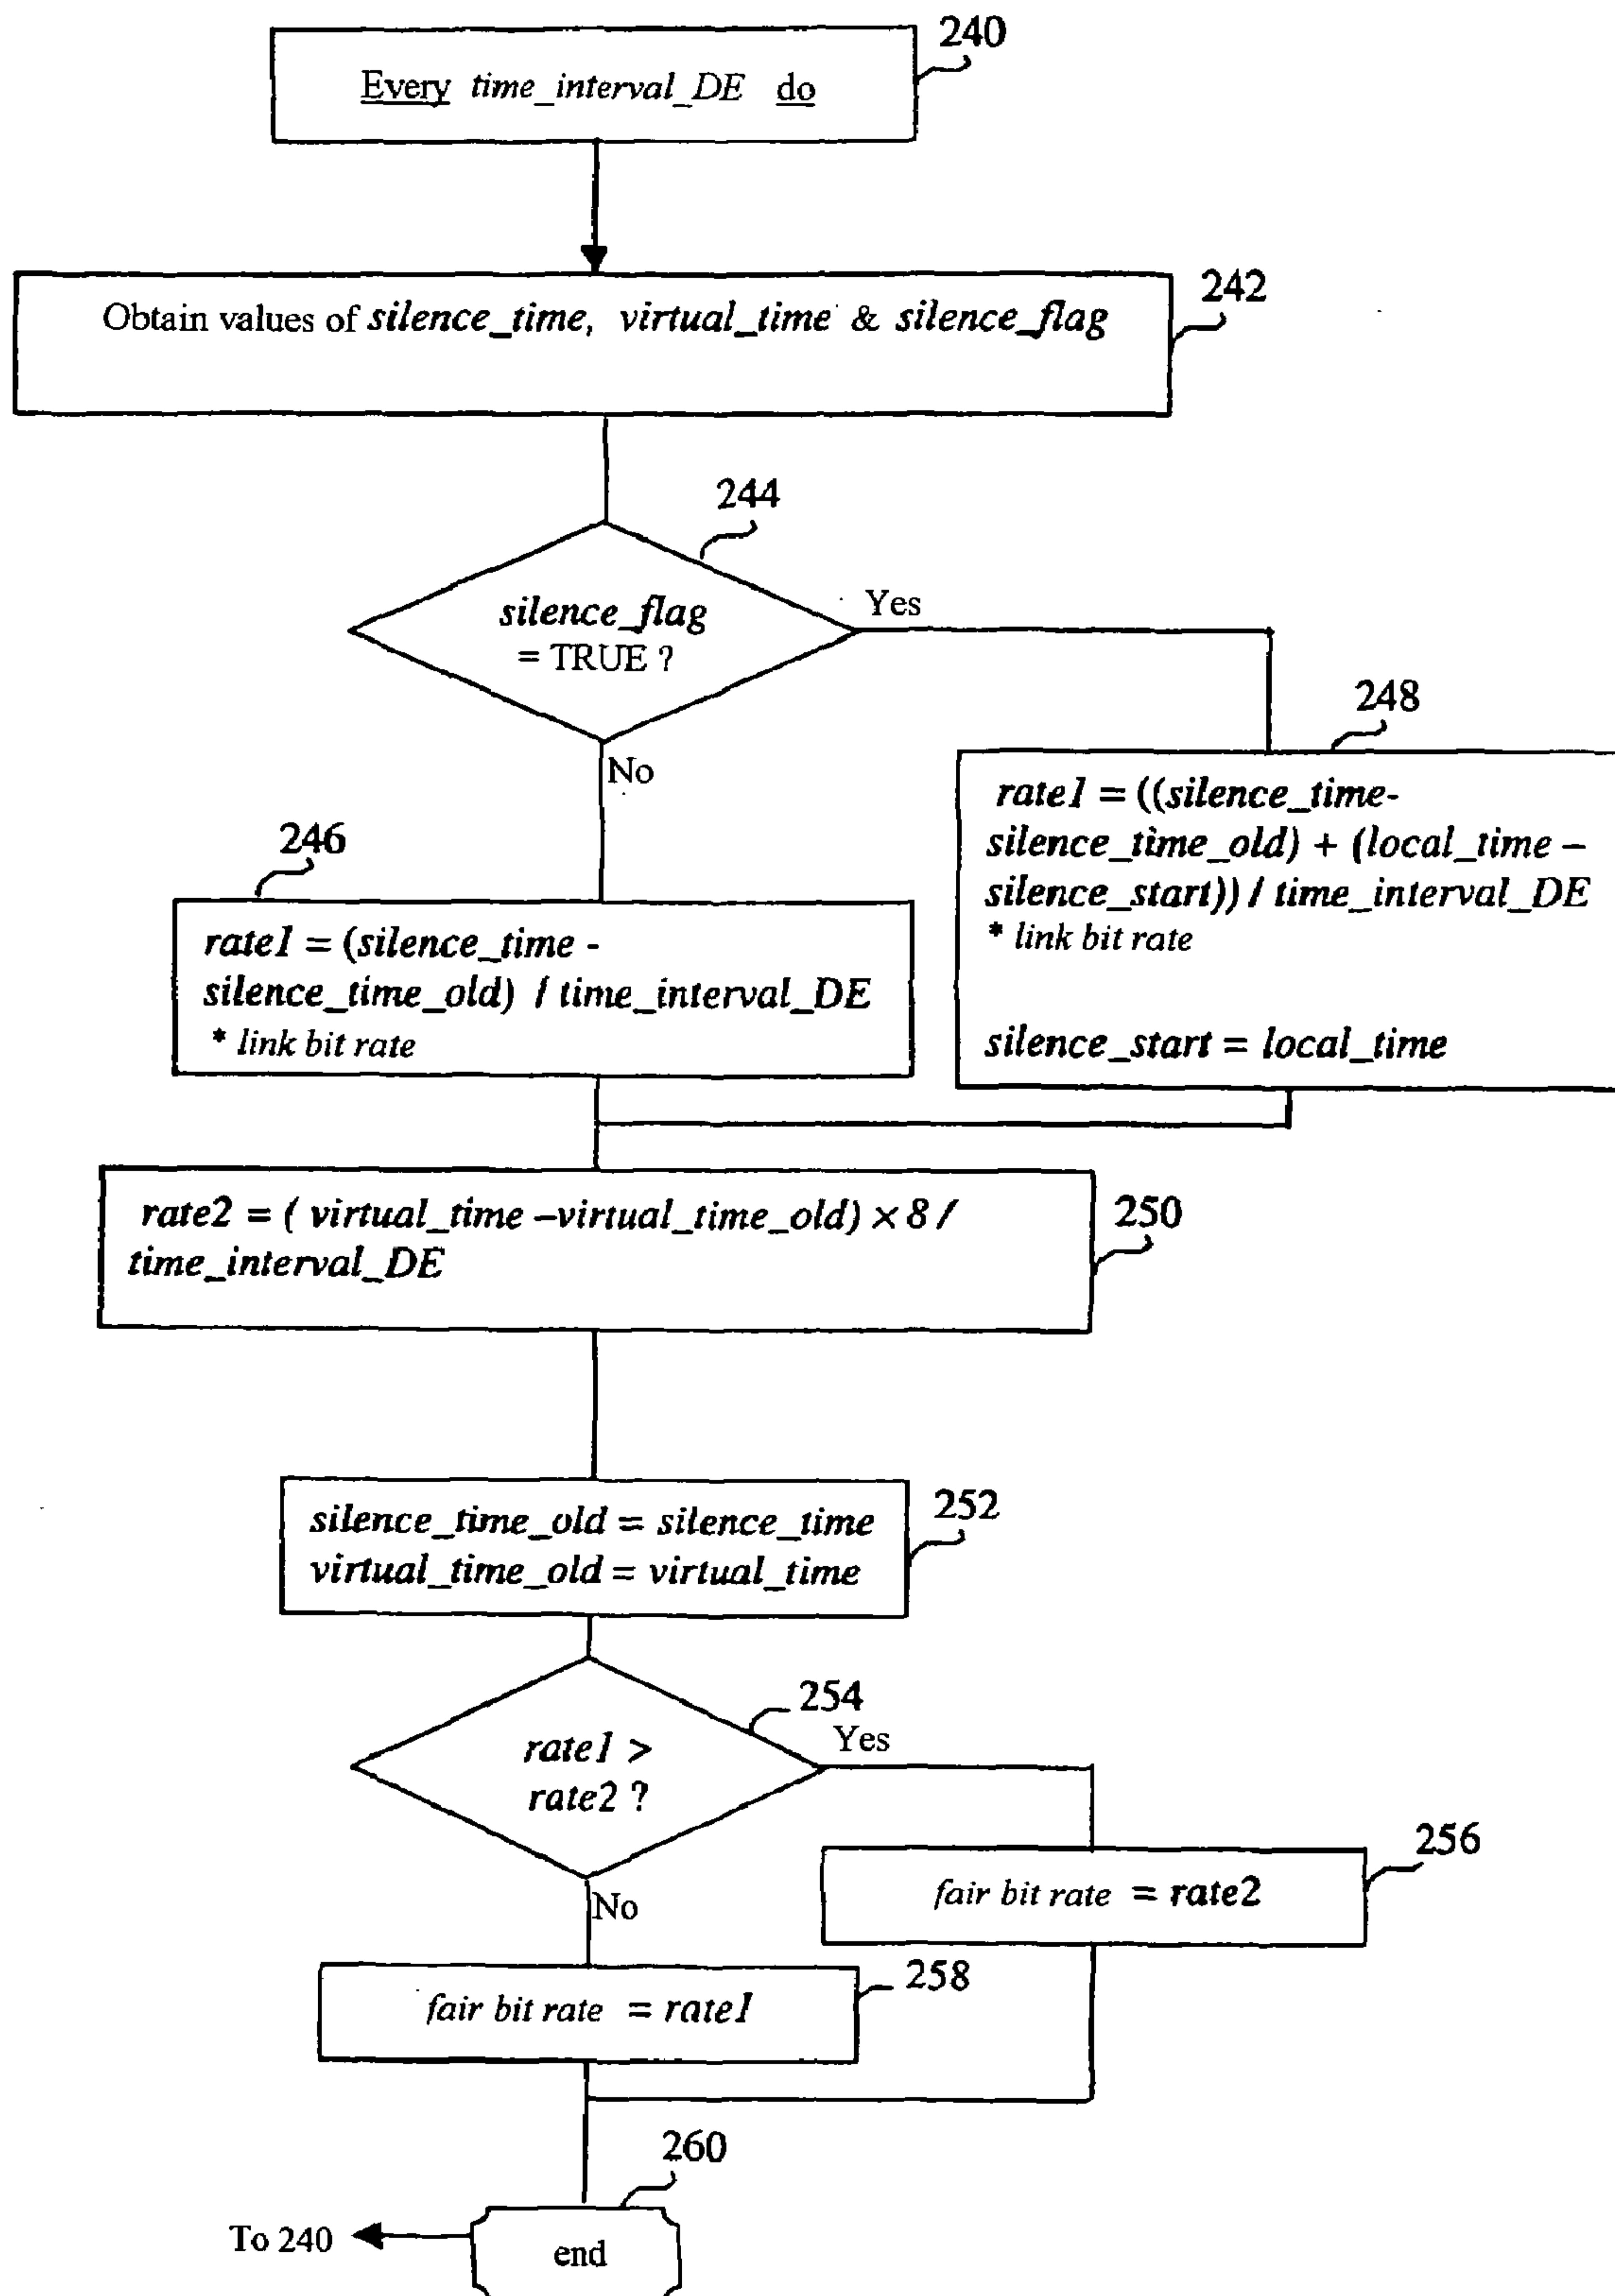 240
Every time_interval_DE do
242
Obtain values of silence_time, virtual_time & silence_flag
244
silence_flag
= TRUE ?
Yes
No
248
rate1 = ((silence_time-
silence_time_old) + (local_time –
silence_start)) / time_interval_DE
* link bit rate
silence_start = local_time
246
rate1 = (silence_time -
silence_time_old) / time_interval_DE
* link bit rate
250
rate2 = ( virtual_time –virtual_time_old) × 8 /
time_interval_DE
252
silence_time_old = silence_time
virtual_time_old = virtual_time
254
rate1 >
rate2 ?
Yes
No
256
fair bit rate = rate2
258
fair bit rate = rate1
260
To 240
end